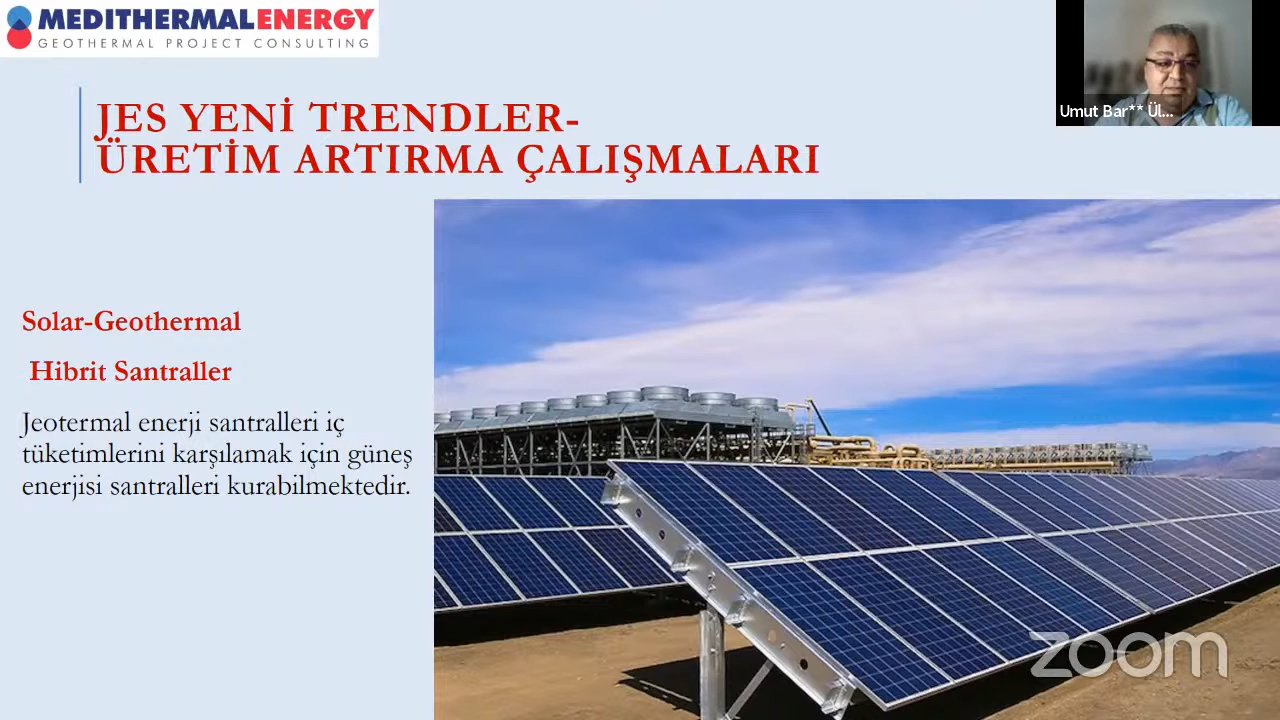 MEDITHERMALENERGY
GEOTHERMAL PROJECT CONSULTING
Umut Bar** Ül...
JES YENİ TRENDLER-
ÜRETİM ARTIRMA ÇALIŞMALARI
Solar-Geothermal
Hibrit Santraller
Jeotermal enerji santralleri iç
tüketimlerini karşılamak için güneş
enerjisi santralleri kurabilmektedir.
zoom